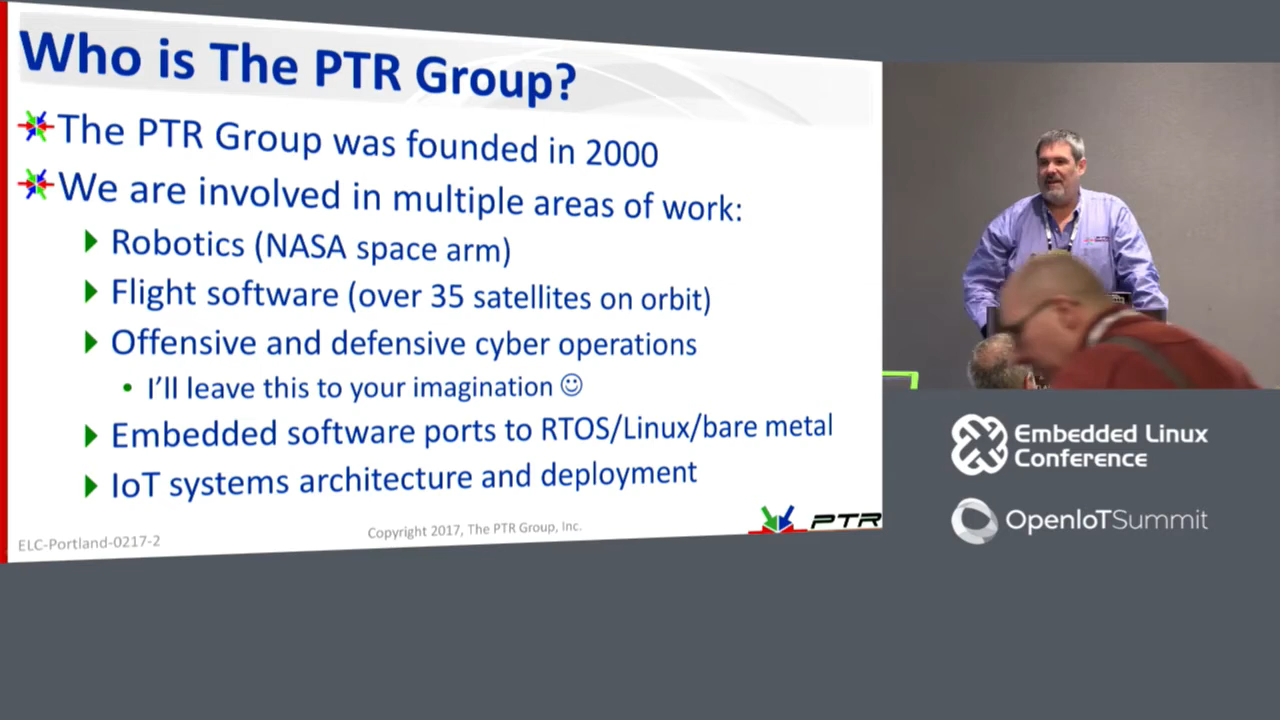 Who is The PTR Group?
The PTR Group was founded in 2000
We are involved in multiple areas of work:
Robotics (NASA space arm)
Flight software (over 35 satellites on orbit)
Offensive and defensive cyber operations
I'll leave this to your imagination ☺
Embedded software ports to RTOS/Linux/bare metal
IoT systems architecture and deployment
ELC-Portland-0217-2
Copyright 2017, The PTR Group, Inc.
PTR
Embedded Linux
Conference
OpenIoTSummit